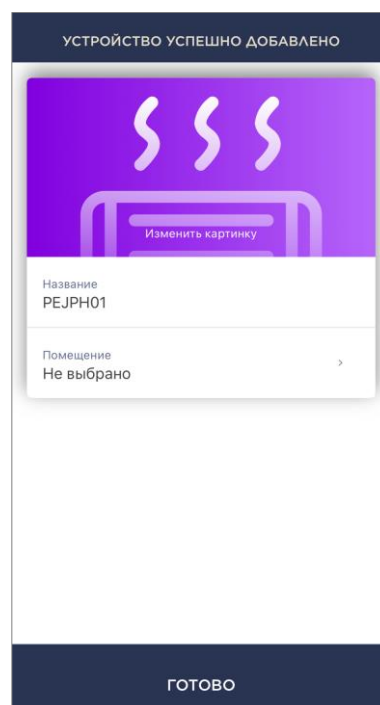 УСТРОЙСТВО УСПЕШНО ДОБАВЛЕНО
Изменить картинку
Название
PEJPH01
Помещение
Не выбрано
ГОТОВО